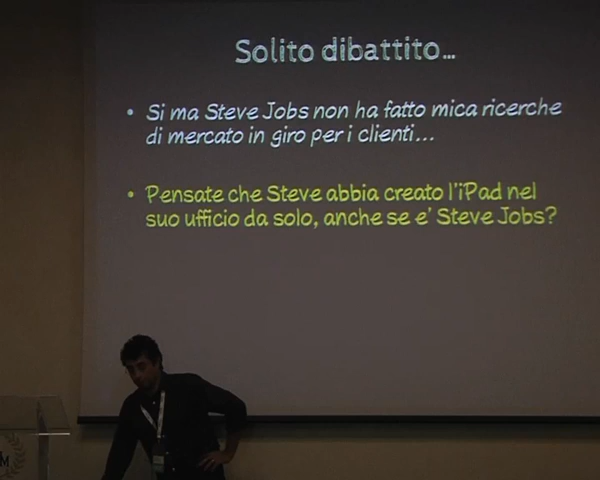 Solito dibattito...
• Si ma Steve Jobs non ha fatto mica ricerche
di mercato in giro per i clienti...
• Pensate che Steve abbia creato l'iPad nel
suo ufficio da solo, anche se e' Steve Jobs?